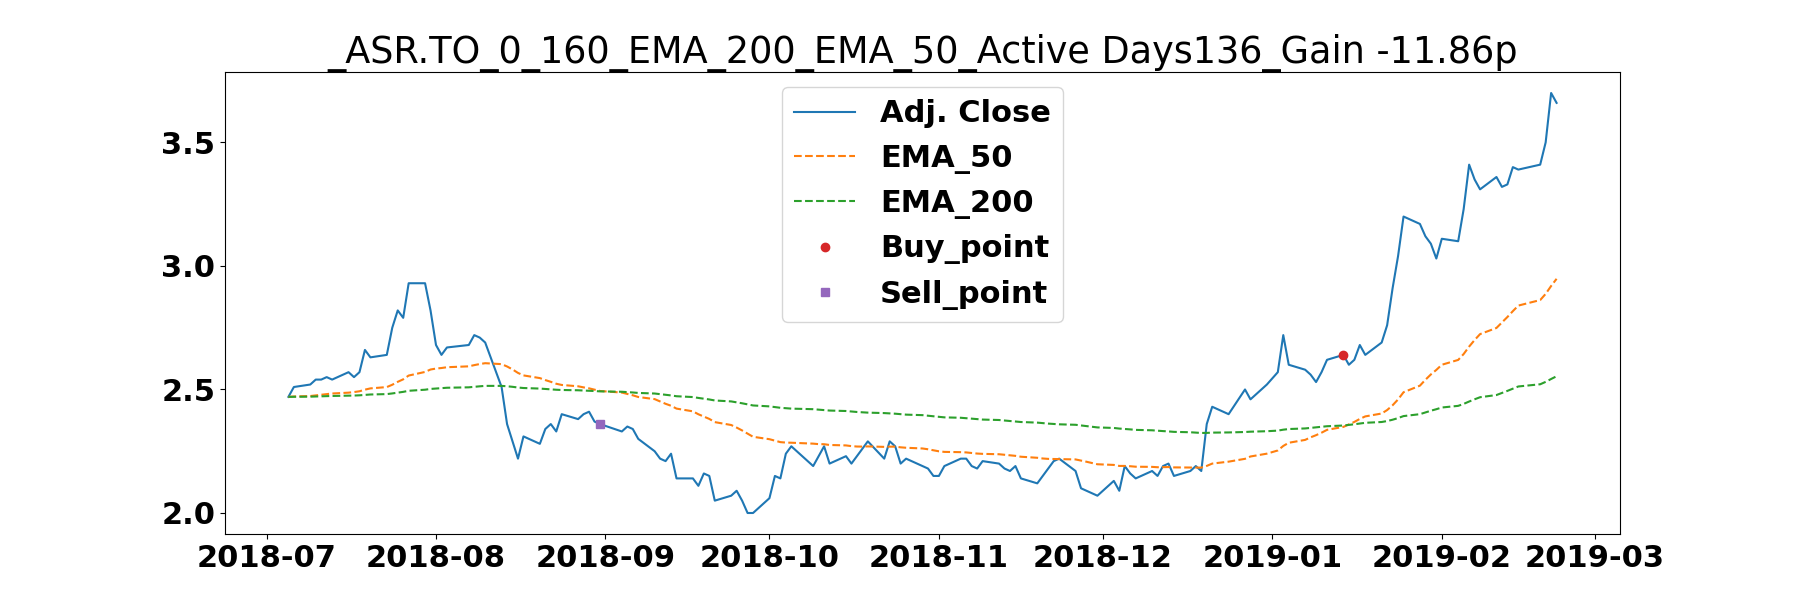 _ASR.TO_0_160_EMA_200_EMA_50_Active Days136_Gain -11.86p
Adj. Close
EMA_50
EMA_200
Buy_point
Sell_point
3.5
3.0
2.5
2.0
2018-07 2018-08 2018-09 2018-10 2018-11 2018-12 2019-01 2019-02 2019-03